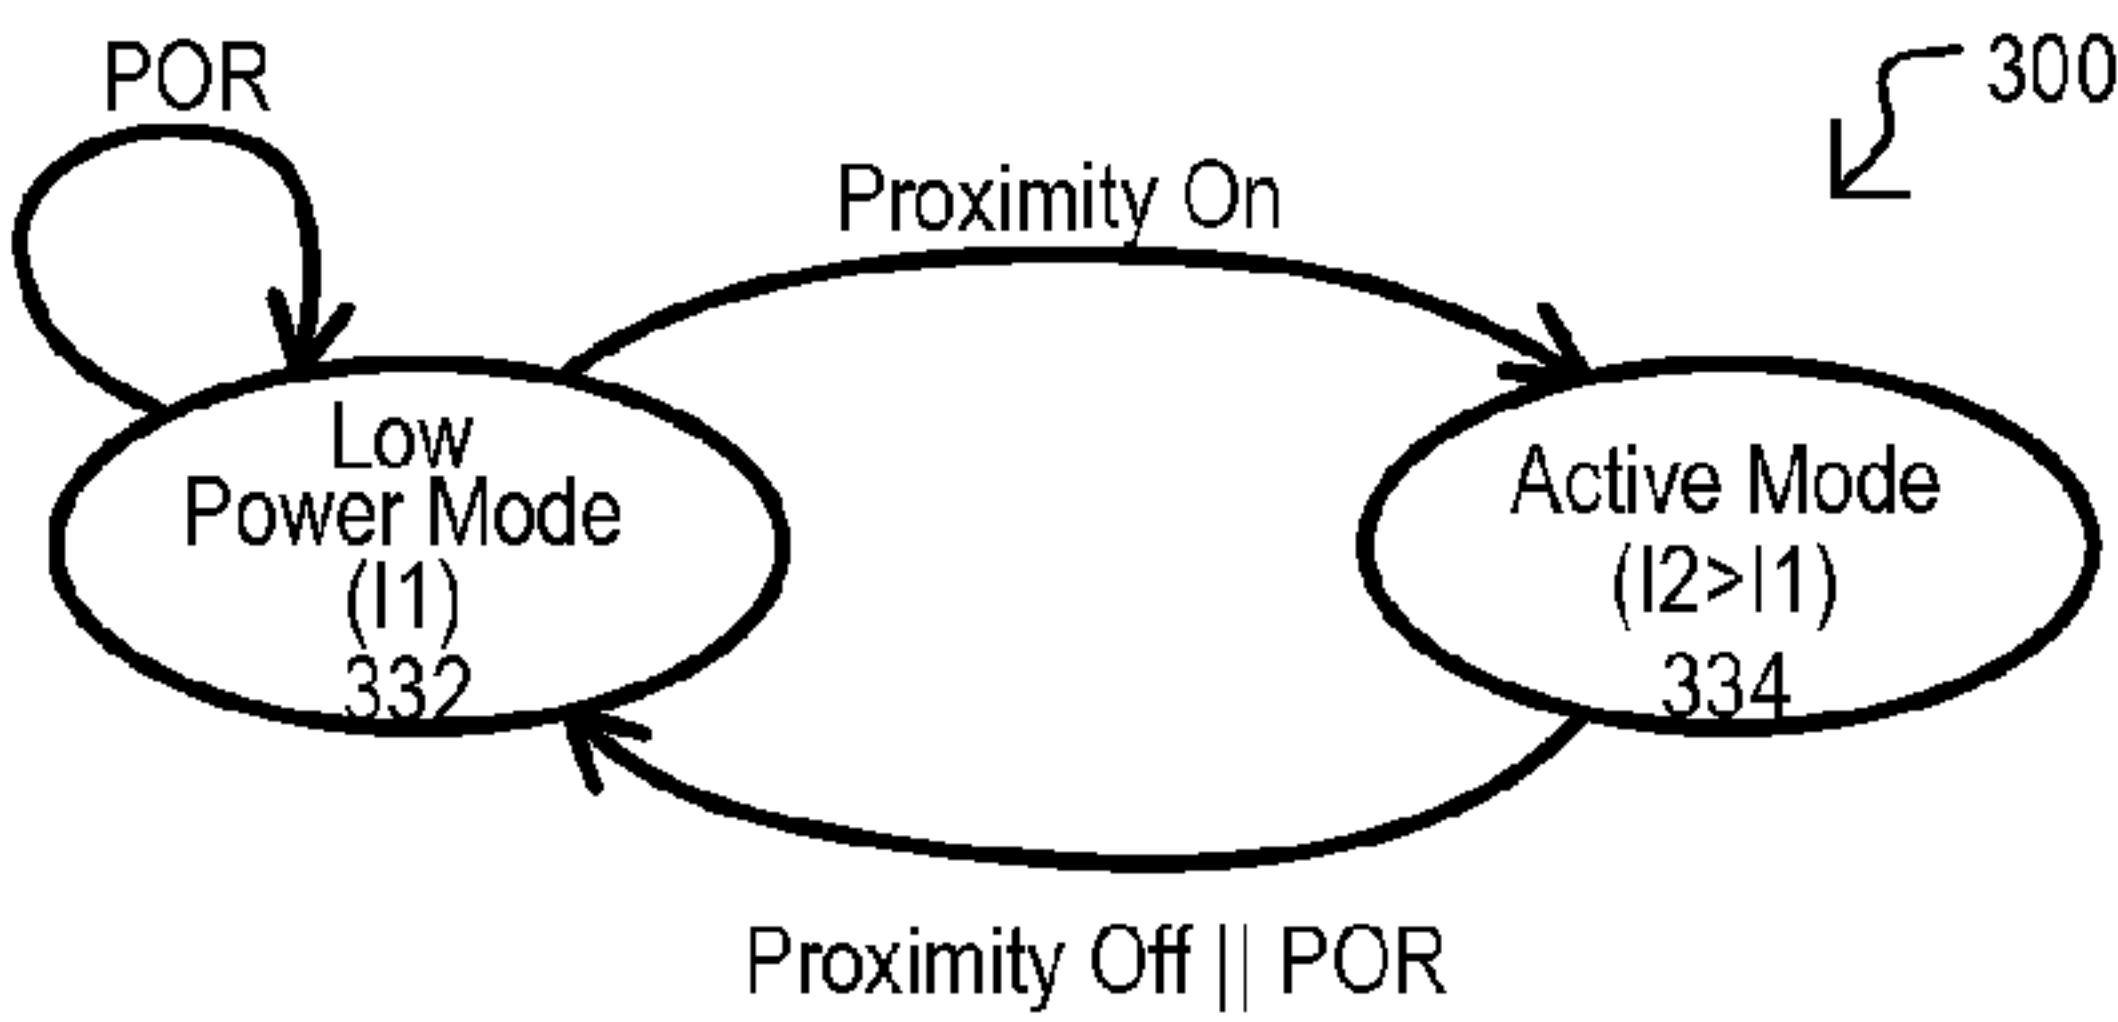 POR
300
Proximity On
Low
Power Mode
(I1)
332
Active Mode
(I2>I1)
334
Proximity Off || POR